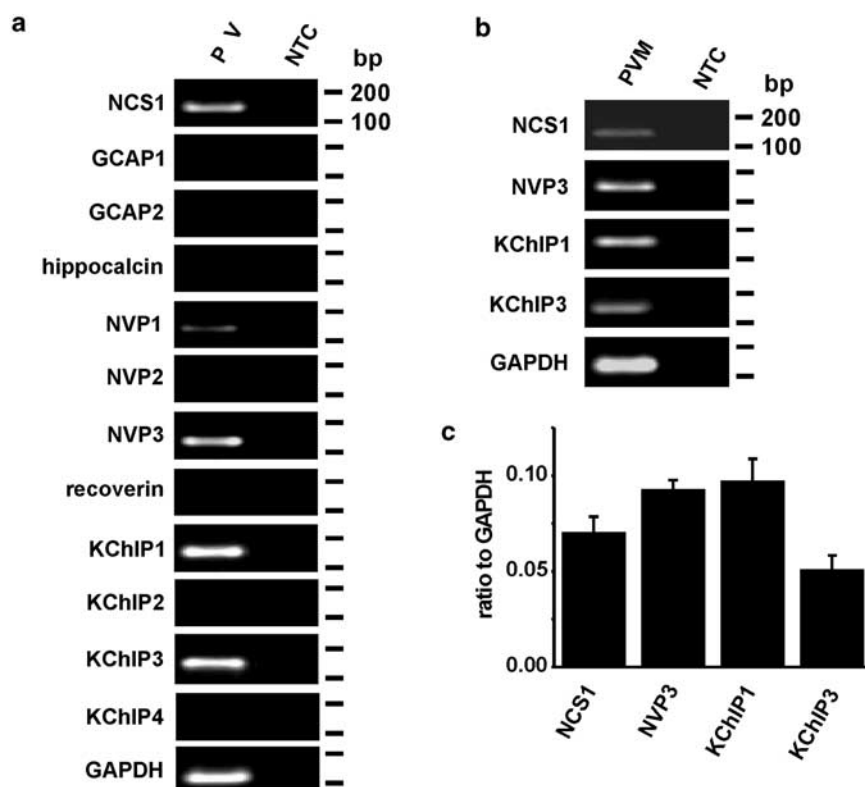 a
P V NTC
bp
NCS1
200
100
GCAP1
GCAP2
hippocalcin
NVP1
NVP2
NVP3
recoverin
KChIP1
KChIP2
KChIP3
KChIP4
GAPDH
b
PVM NTC
bp
NCS1
200
100
NVP3
KChIP1
KChIP3
GAPDH
c
ratio to GAPDH
0.10
0.05
0.00
NCS1 NVP3 KChIP1 KChIP3